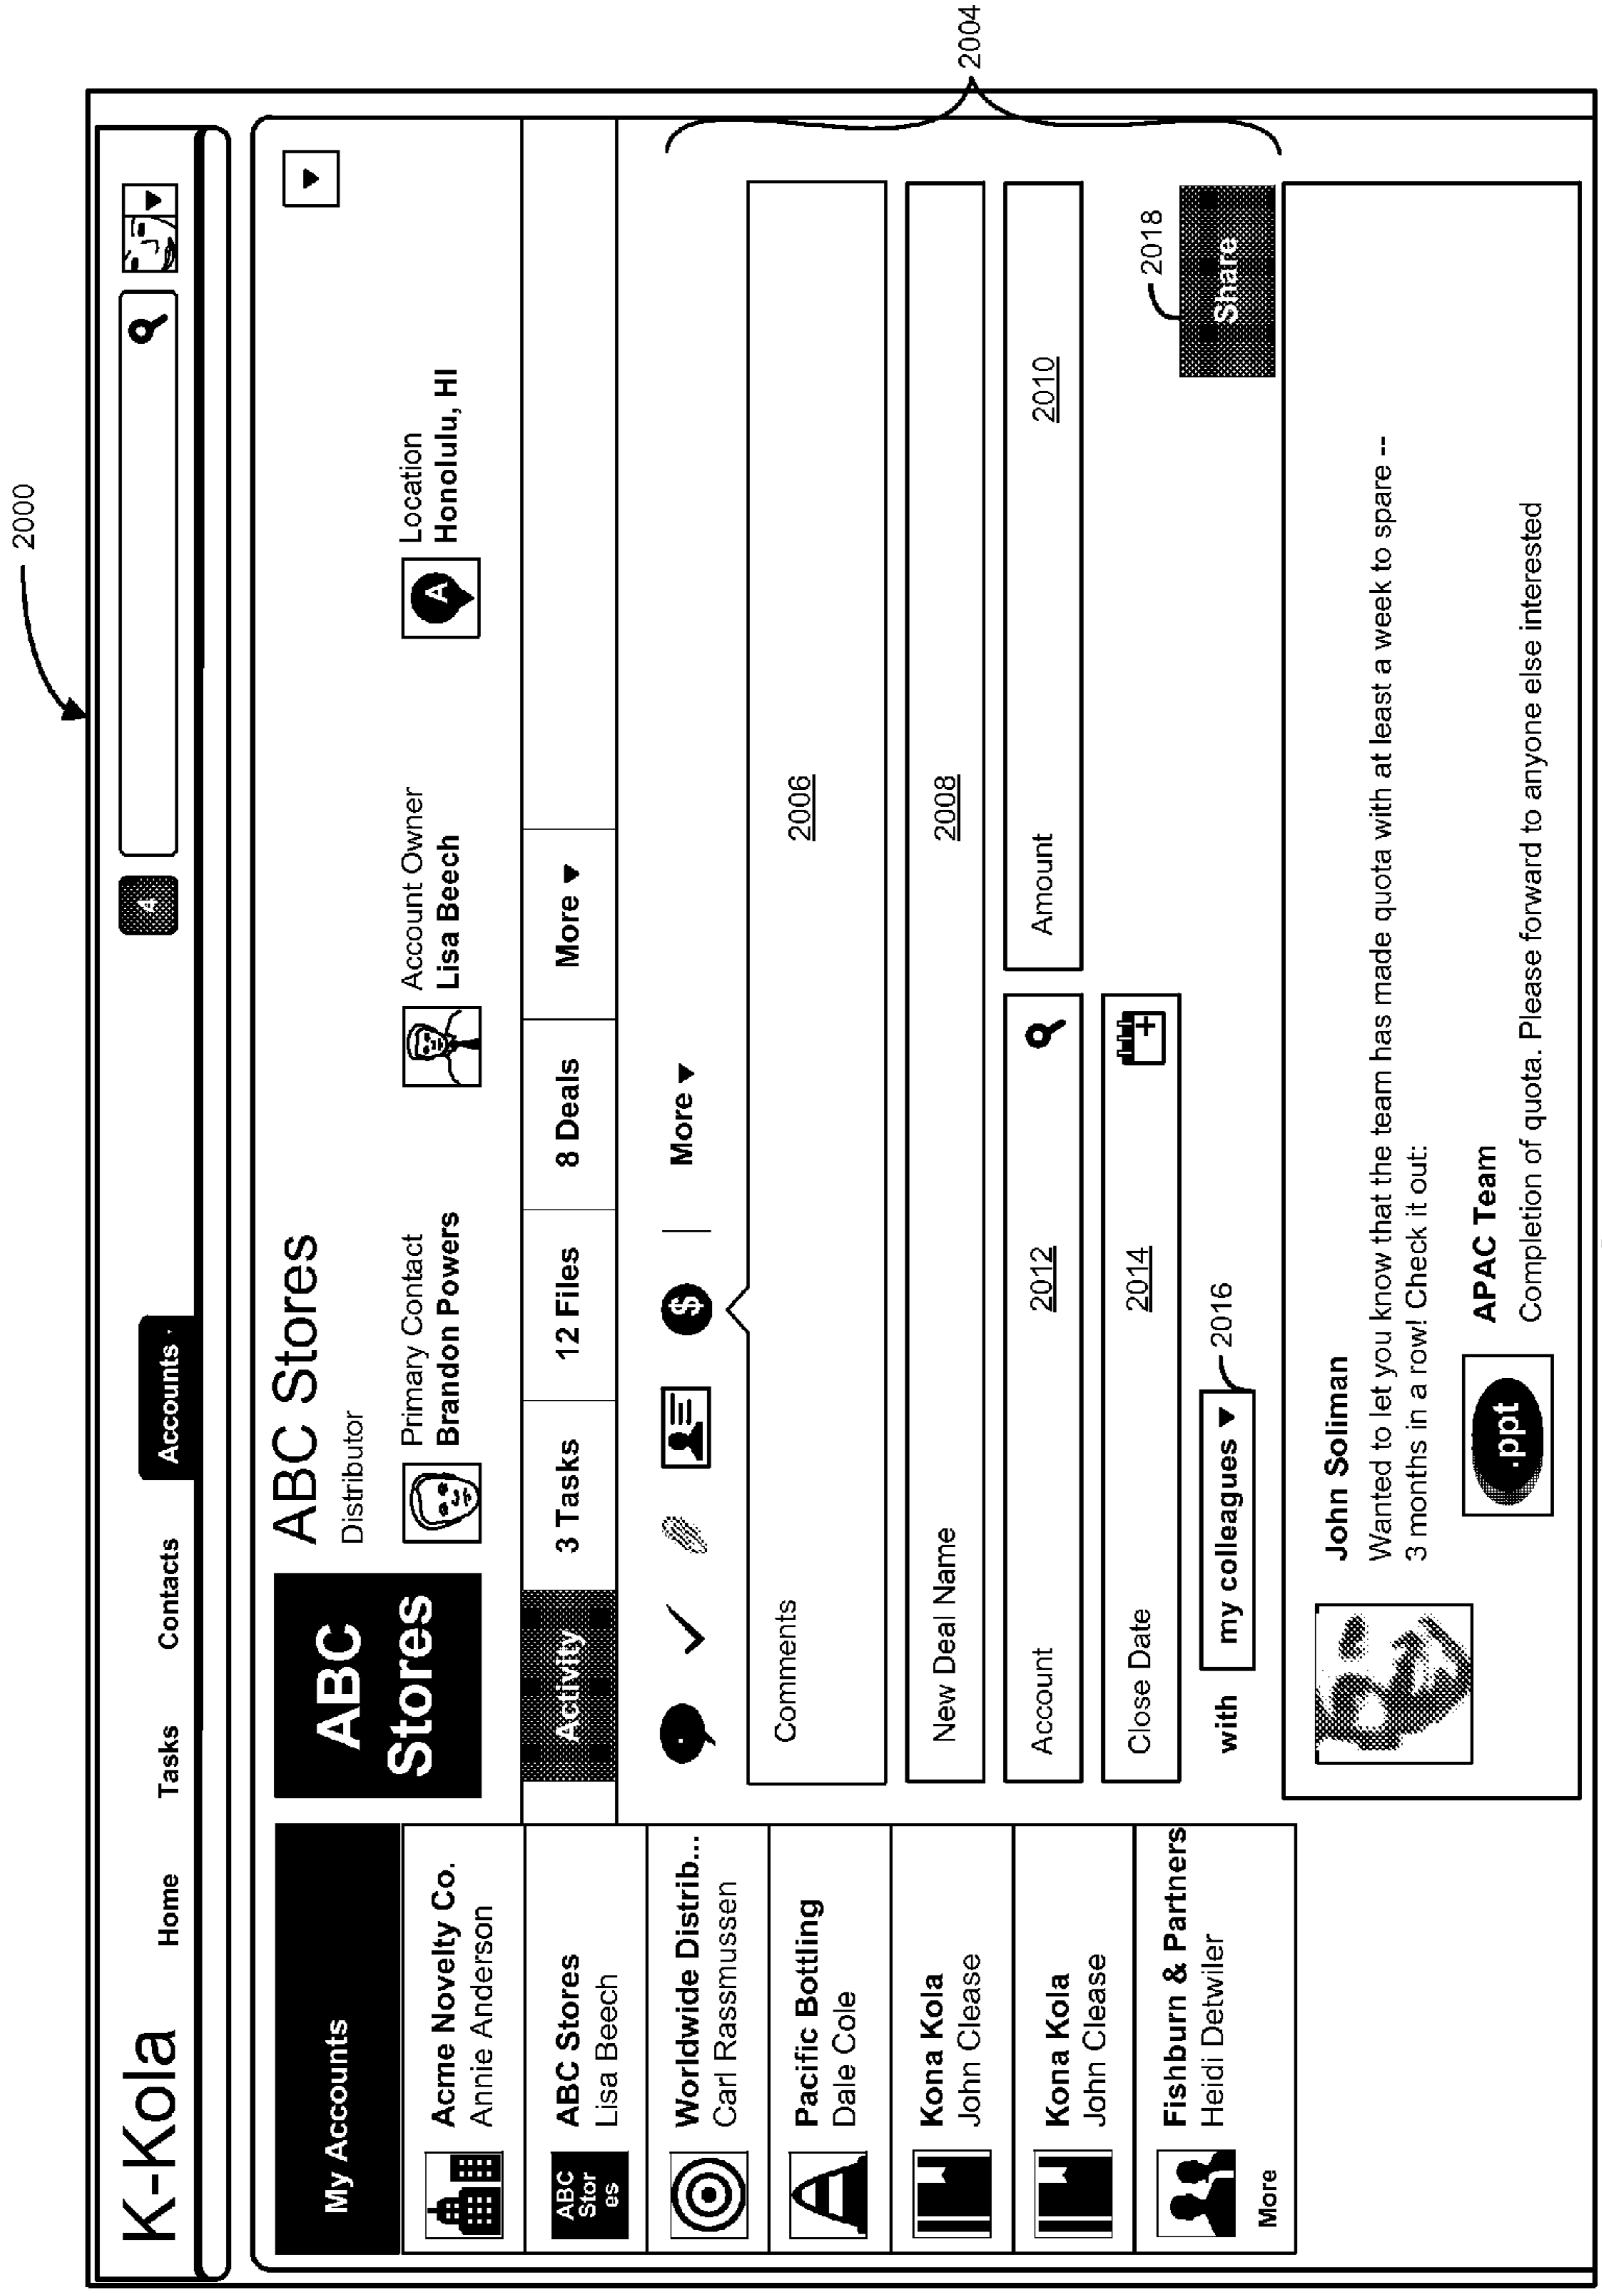 2000
K-Kola
Home
Tasks
Contacts
Accounts
4
My Accounts
Acme Novelty Co.
Annie Anderson
ABC
Stor
es
ABC Stores
Lisa Beech
Worldwide Distrib...
Carl Rassmussen
Pacific Bottling
Dale Cole
Kona Kola
John Clease
Kona Kola
John Clease
Fishburn & Partners
Heidi Detwiler
More
ABC
Stores
ABC Stores
Distributor
Primary Contact
Brandon Powers
Account Owner
Lisa Beech
A
Location
Honolulu, HI
Activity
3 Tasks
12 Files
8 Deals
More
$
More
2004
Comments
2006
New Deal Name
2008
Account
2012
Amount
2010
Close Date
2014
with
my colleagues
2016
2018
Share
John Soliman
Wanted to let you know that the team has made quota with at least a week to spare --
3 months in a row! Check it out:
.ppt
APAC Team
Completion of quota. Please forward to anyone else interested